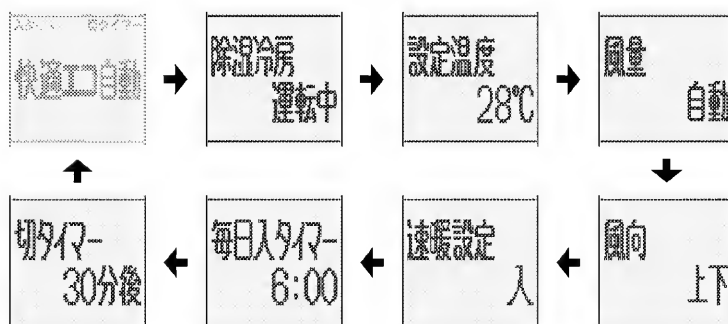 快適エコ自動
除湿冷房
運転中
設定温度
28℃
風量
自動
風向
上下
速暖設定
入
毎日入タイマー
6:00
切タイマー
30分後